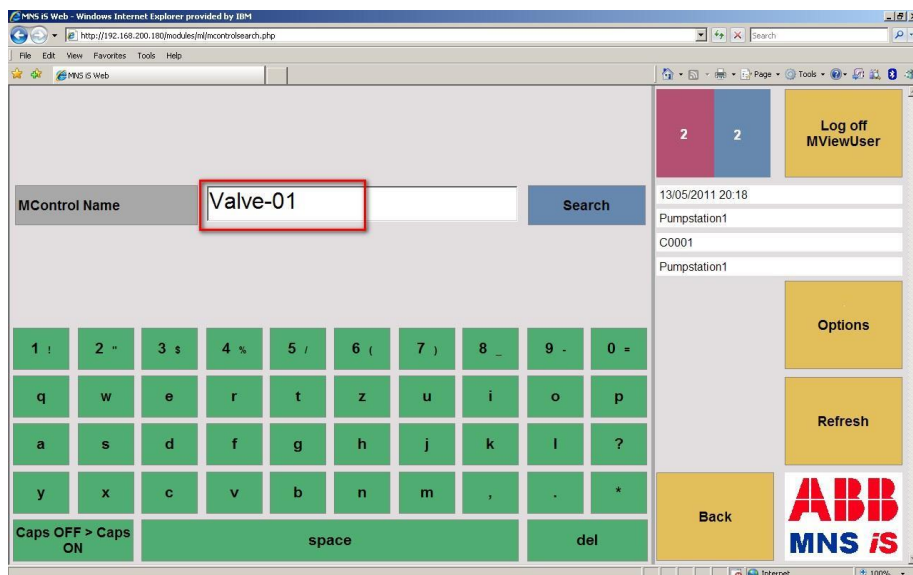 MNS iS Web - Windows Internet Explorer provided by IBM
http://192.168.200.180/modules/ml/mcontrolsearch.php
Search
File Edit View Favorites Tools Help
MNS iS Web
Page Tools
2 2
Log off
MViewUser
MControl Name
Valve-01
Search
13/05/2011 20:18
Pumpstation1
C0001
Pumpstation1
Options
1 ! 2 " 3 $ 4 % 5 / 6 ( 7 ) 8 _ 9 - 0 =
q w e r t z u i o p
Refresh
a s d f g h j k l ?
y x c v b n m , . *
Back
ABB
MNS iS
Caps OFF > Caps
ON
space
del
Internet 100%